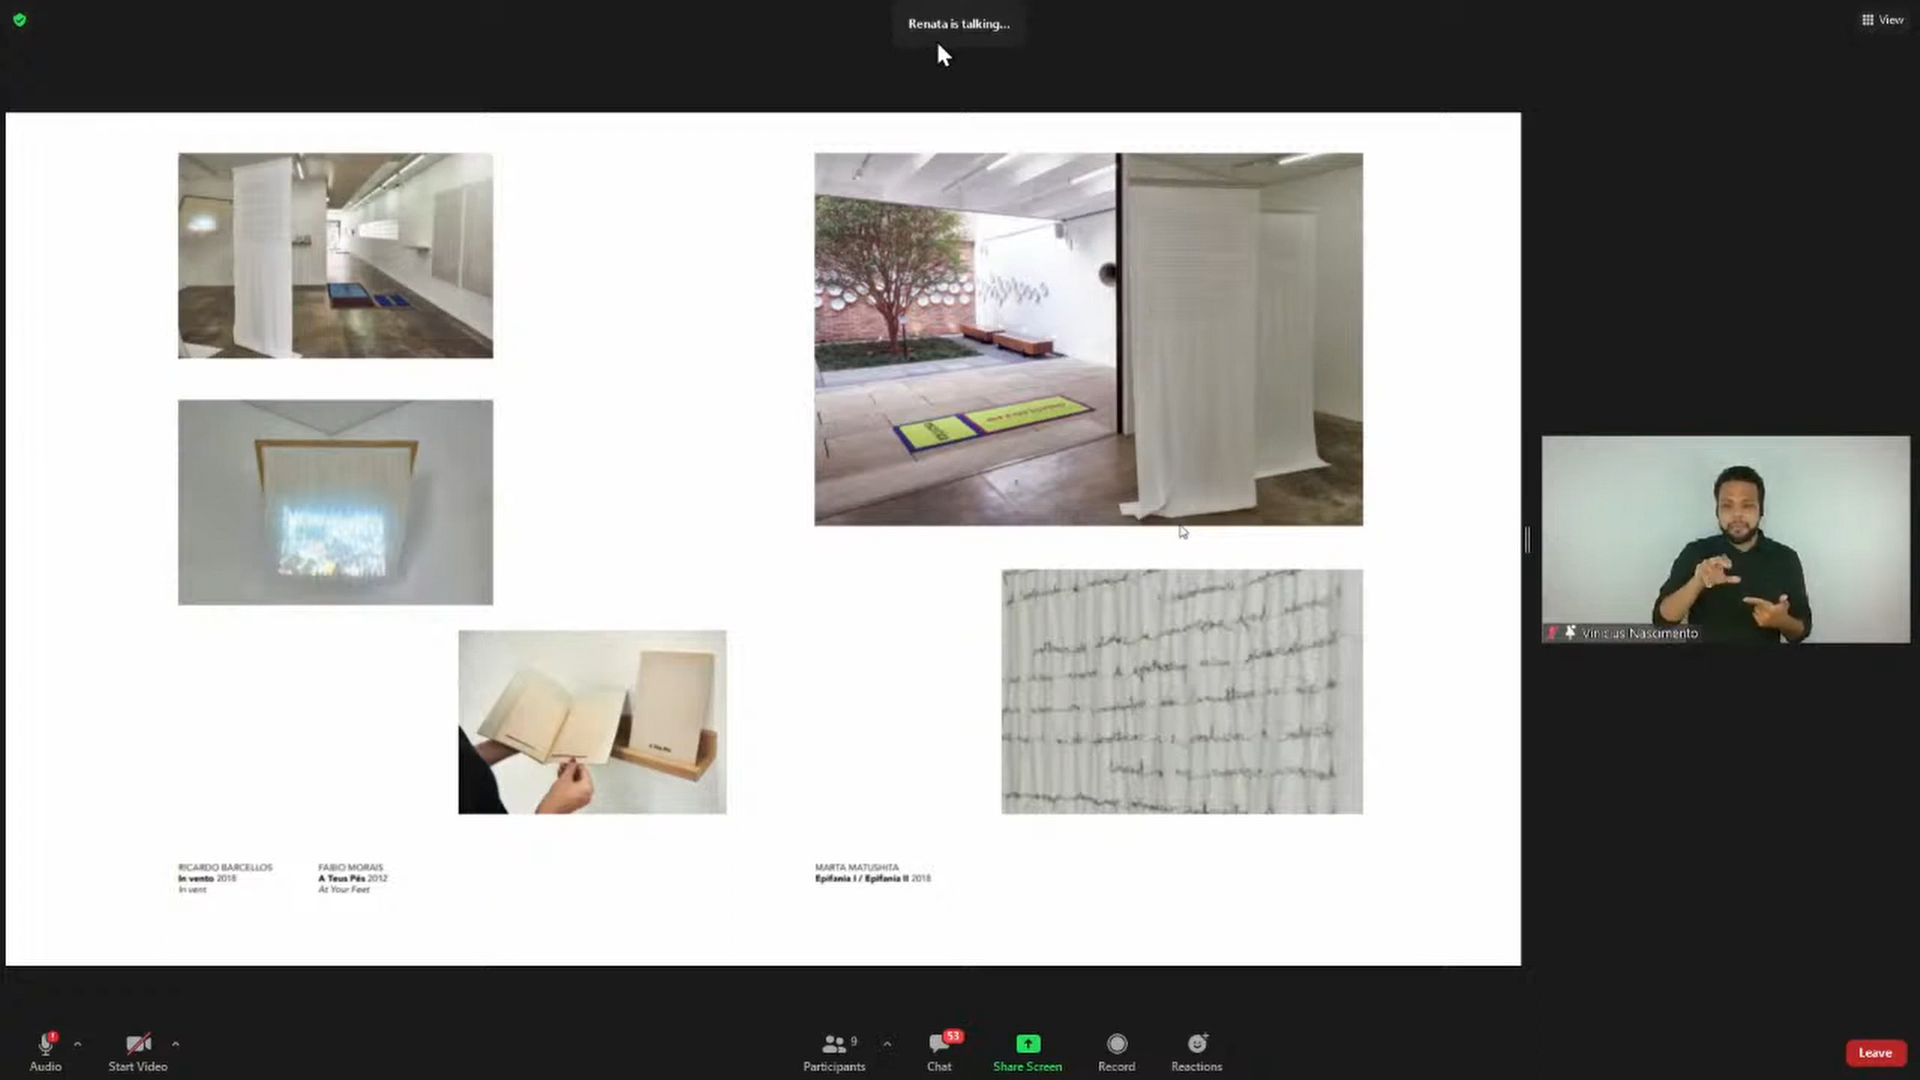 Renata is talking...
View
RICARDO BARCELLOS
In vento 2018
In vent
FABIO MORAIS
A Teus Pés 2012
At Your Feet
MARTA MATUSHITA
Epifania I / Epifania II 2018
Vinicius Nascimento
Audio
Start Video
Participants
9
Chat
53
Share Screen
Record
Reactions
Leave